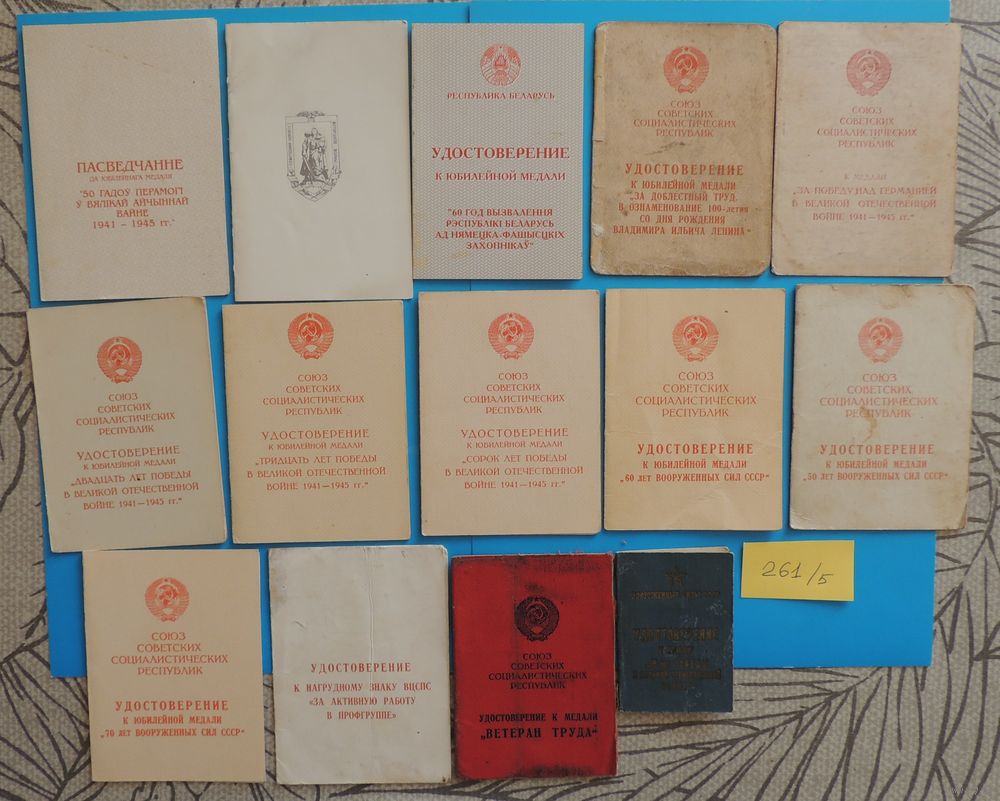 ПАСВЕДЧАННЕ
ДА ЮБІЛЕЙНАГА МЕДАЛЯ
"50 ГАДОЎ ПЕРАМОГІ
Ў ВЯЛІКАЙ АЙЧЫННАЙ
ВАЙНЕ
1941 – 1945 гг."
РЕСПУБЛИКА БЕЛАРУСЬ
УДОСТОВЕРЕНИЕ
К ЮБИЛЕЙНОЙ МЕДАЛИ
"60 ГОД ВЫЗВАЛЕННЯ
РЭСПУБЛІКІ БЕЛАРУСЬ
АД НЯМЕЦКА-ФАШЫСЦКІХ
ЗАХОПНІКАЎ"
СОЮЗ
СОВЕТСКИХ
СОЦИАЛИСТИЧЕСКИХ
РЕСПУБЛИК
УДОСТОВЕРЕНИЕ
К ЮБИЛЕЙНОЙ МЕДАЛИ
„ЗА ДОБЛЕСТНЫЙ ТРУД.
В ОЗНАМЕНОВАНИЕ 100-летия
СО ДНЯ РОЖДЕНИЯ
ВЛАДИМИРА ИЛЬИЧА ЛЕНИНА"
СОЮЗ
СОВЕТСКИХ
СОЦИАЛИСТИЧЕСКИХ
РЕСПУБЛИК
К МЕДАЛИ
„ЗА ПОБЕДУ НАД ГЕРМАНИЕЙ
В ВЕЛИКОЙ ОТЕЧЕСТВЕННОЙ
ВОЙНЕ 1941—1945 гг."
СОЮЗ
СОВЕТСКИХ
СОЦИАЛИСТИЧЕСКИХ
РЕСПУБЛИК
УДОСТОВЕРЕНИЕ
К ЮБИЛЕЙНОЙ МЕДАЛИ
„ДВАДЦАТЬ ЛЕТ ПОБЕДЫ
В ВЕЛИКОЙ ОТЕЧЕСТВЕННОЙ
ВОЙНЕ 1941—1945 гг."
СОЮЗ
СОВЕТСКИХ
СОЦИАЛИСТИЧЕСКИХ
РЕСПУБЛИК
УДОСТОВЕРЕНИЕ
К ЮБИЛЕЙНОЙ МЕДАЛИ
„ТРИДЦАТЬ ЛЕТ ПОБЕДЫ
В ВЕЛИКОЙ ОТЕЧЕСТВЕННОЙ
ВОЙНЕ 1941—1945 гг."
СОЮЗ
СОВЕТСКИХ
СОЦИАЛИСТИЧЕСКИХ
РЕСПУБЛИК
УДОСТОВЕРЕНИЕ
К ЮБИЛЕЙНОЙ МЕДАЛИ
„СОРОК ЛЕТ ПОБЕДЫ
В ВЕЛИКОЙ ОТЕЧЕСТВЕННОЙ
ВОЙНЕ 1941—1945 гг."
СОЮЗ
СОВЕТСКИХ
СОЦИАЛИСТИЧЕСКИХ
РЕСПУБЛИК
УДОСТОВЕРЕНИЕ
К ЮБИЛЕЙНОЙ МЕДАЛИ
„60 ЛЕТ ВООРУЖЕННЫХ СИЛ СССР"
СОЮЗ
СОВЕТСКИХ
СОЦИАЛИСТИЧЕСКИХ
РЕСПУБЛИК
УДОСТОВЕРЕНИЕ
К ЮБИЛЕЙНОЙ МЕДАЛИ
„50 ЛЕТ ВООРУЖЕННЫХ СИЛ СССР"
СОЮЗ
СОВЕТСКИХ
СОЦИАЛИСТИЧЕСКИХ
РЕСПУБЛИК
УДОСТОВЕРЕНИЕ
К ЮБИЛЕЙНОЙ МЕДАЛИ
„70 ЛЕТ ВООРУЖЕННЫХ СИЛ СССР"
УДОСТОВЕРЕНИЕ
К НАГРУДНОМУ ЗНАКУ ВЦСПС
«ЗА АКТИВНУЮ РАБОТУ
В ПРОФГРУППЕ»
СОЮЗ
СОВЕТСКИХ
СОЦИАЛИСТИЧЕСКИХ
РЕСПУБЛИК
УДОСТОВЕРЕНИЕ К МЕДАЛИ
„ВЕТЕРАН ТРУДА"
ВООРУЖЕННЫЕ СИЛЫ СССР
УДОСТОВЕРЕНИЕ
261/5